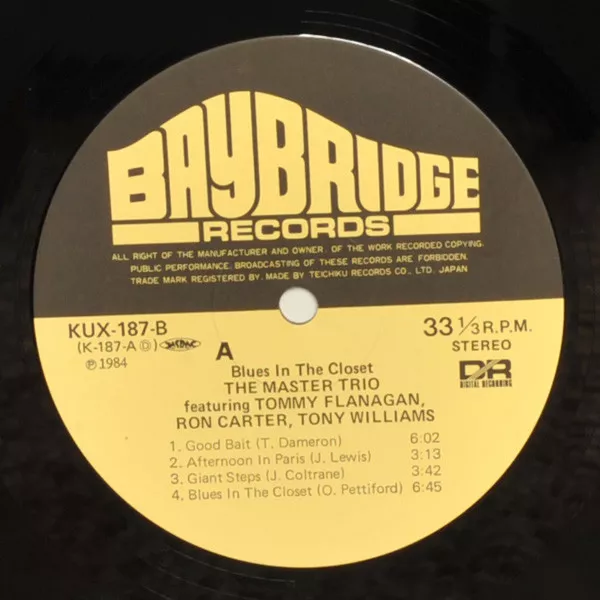 BAYBRIDGE
RECORDS
ALL RIGHT OF THE MANUFACTURER AND OWNER OF THE WORK RECORDED COPYING.
PUBLIC PERFORMANCE. BROADCASTING OF THESE RECORDS ARE FORBIDDEN.
TRADE MARK REGISTERED BY. MADE BY TEICHIKU RECORDS CO., LTD. JAPAN
KUX-187-B
(K-187-A Ⓓ)
℗ 1984
A
33 1/3 R.P.M.
STEREO
DR
DIGITAL RECORDING
Blues In The Closet
THE MASTER TRIO
featuring TOMMY FLANAGAN,
RON CARTER, TONY WILLIAMS
1. Good Bait (T. Dameron) 6:02
2. Afternoon In Paris (J. Lewis) 3:13
3. Giant Steps (J. Coltrane) 3:42
4. Blues In The Closet (O. Pettiford) 6:45